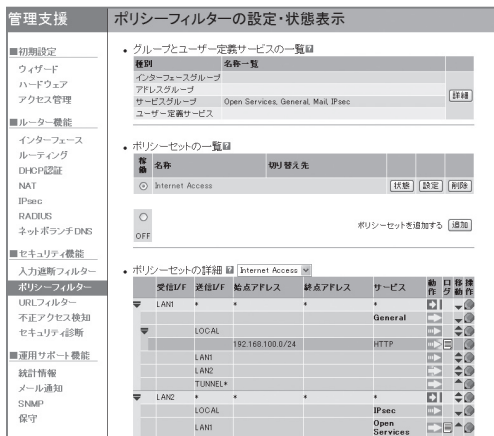 管理支援
■初期設定
ウィザード
ハードウェア
アクセス管理
■ルーター機能
インターフェース
ルーティング
DHCP認証
NAT
IPsec
RADIUS
ネットボランチDNS
■セキュリティ機能
入力遮断フィルター
ポリシーフィルター
URLフィルター
不正アクセス検知
セキュリティ診断
■運用サポート機能
統計情報
メール通知
SNMP
保守
ポリシーフィルターの設定・状態表示
• グループとユーザー定義サービスの一覧?
種別 名称一覧
インターフェースグループ
アドレスグループ
サービスグループ Open Services, General, Mail, IPsec
ユーザー定義サービス
詳細
• ポリシーセットの一覧?
稼動 名称 切り替え先
Internet Access 状態 設定 削除
OFF ポリシーセットを追加する 追加
• ポリシーセットの詳細 ? Internet Access
受信I/F 送信I/F 始点アドレス 終点アドレス サービス 動作 ログ 移動 操作
LAN1 * * * *
General
LOCAL
192.168.100.0/24 HTTP
LAN1
LAN2
TUNNEL*
LAN2 * * * *
LOCAL IPsec
LAN1 Open Services